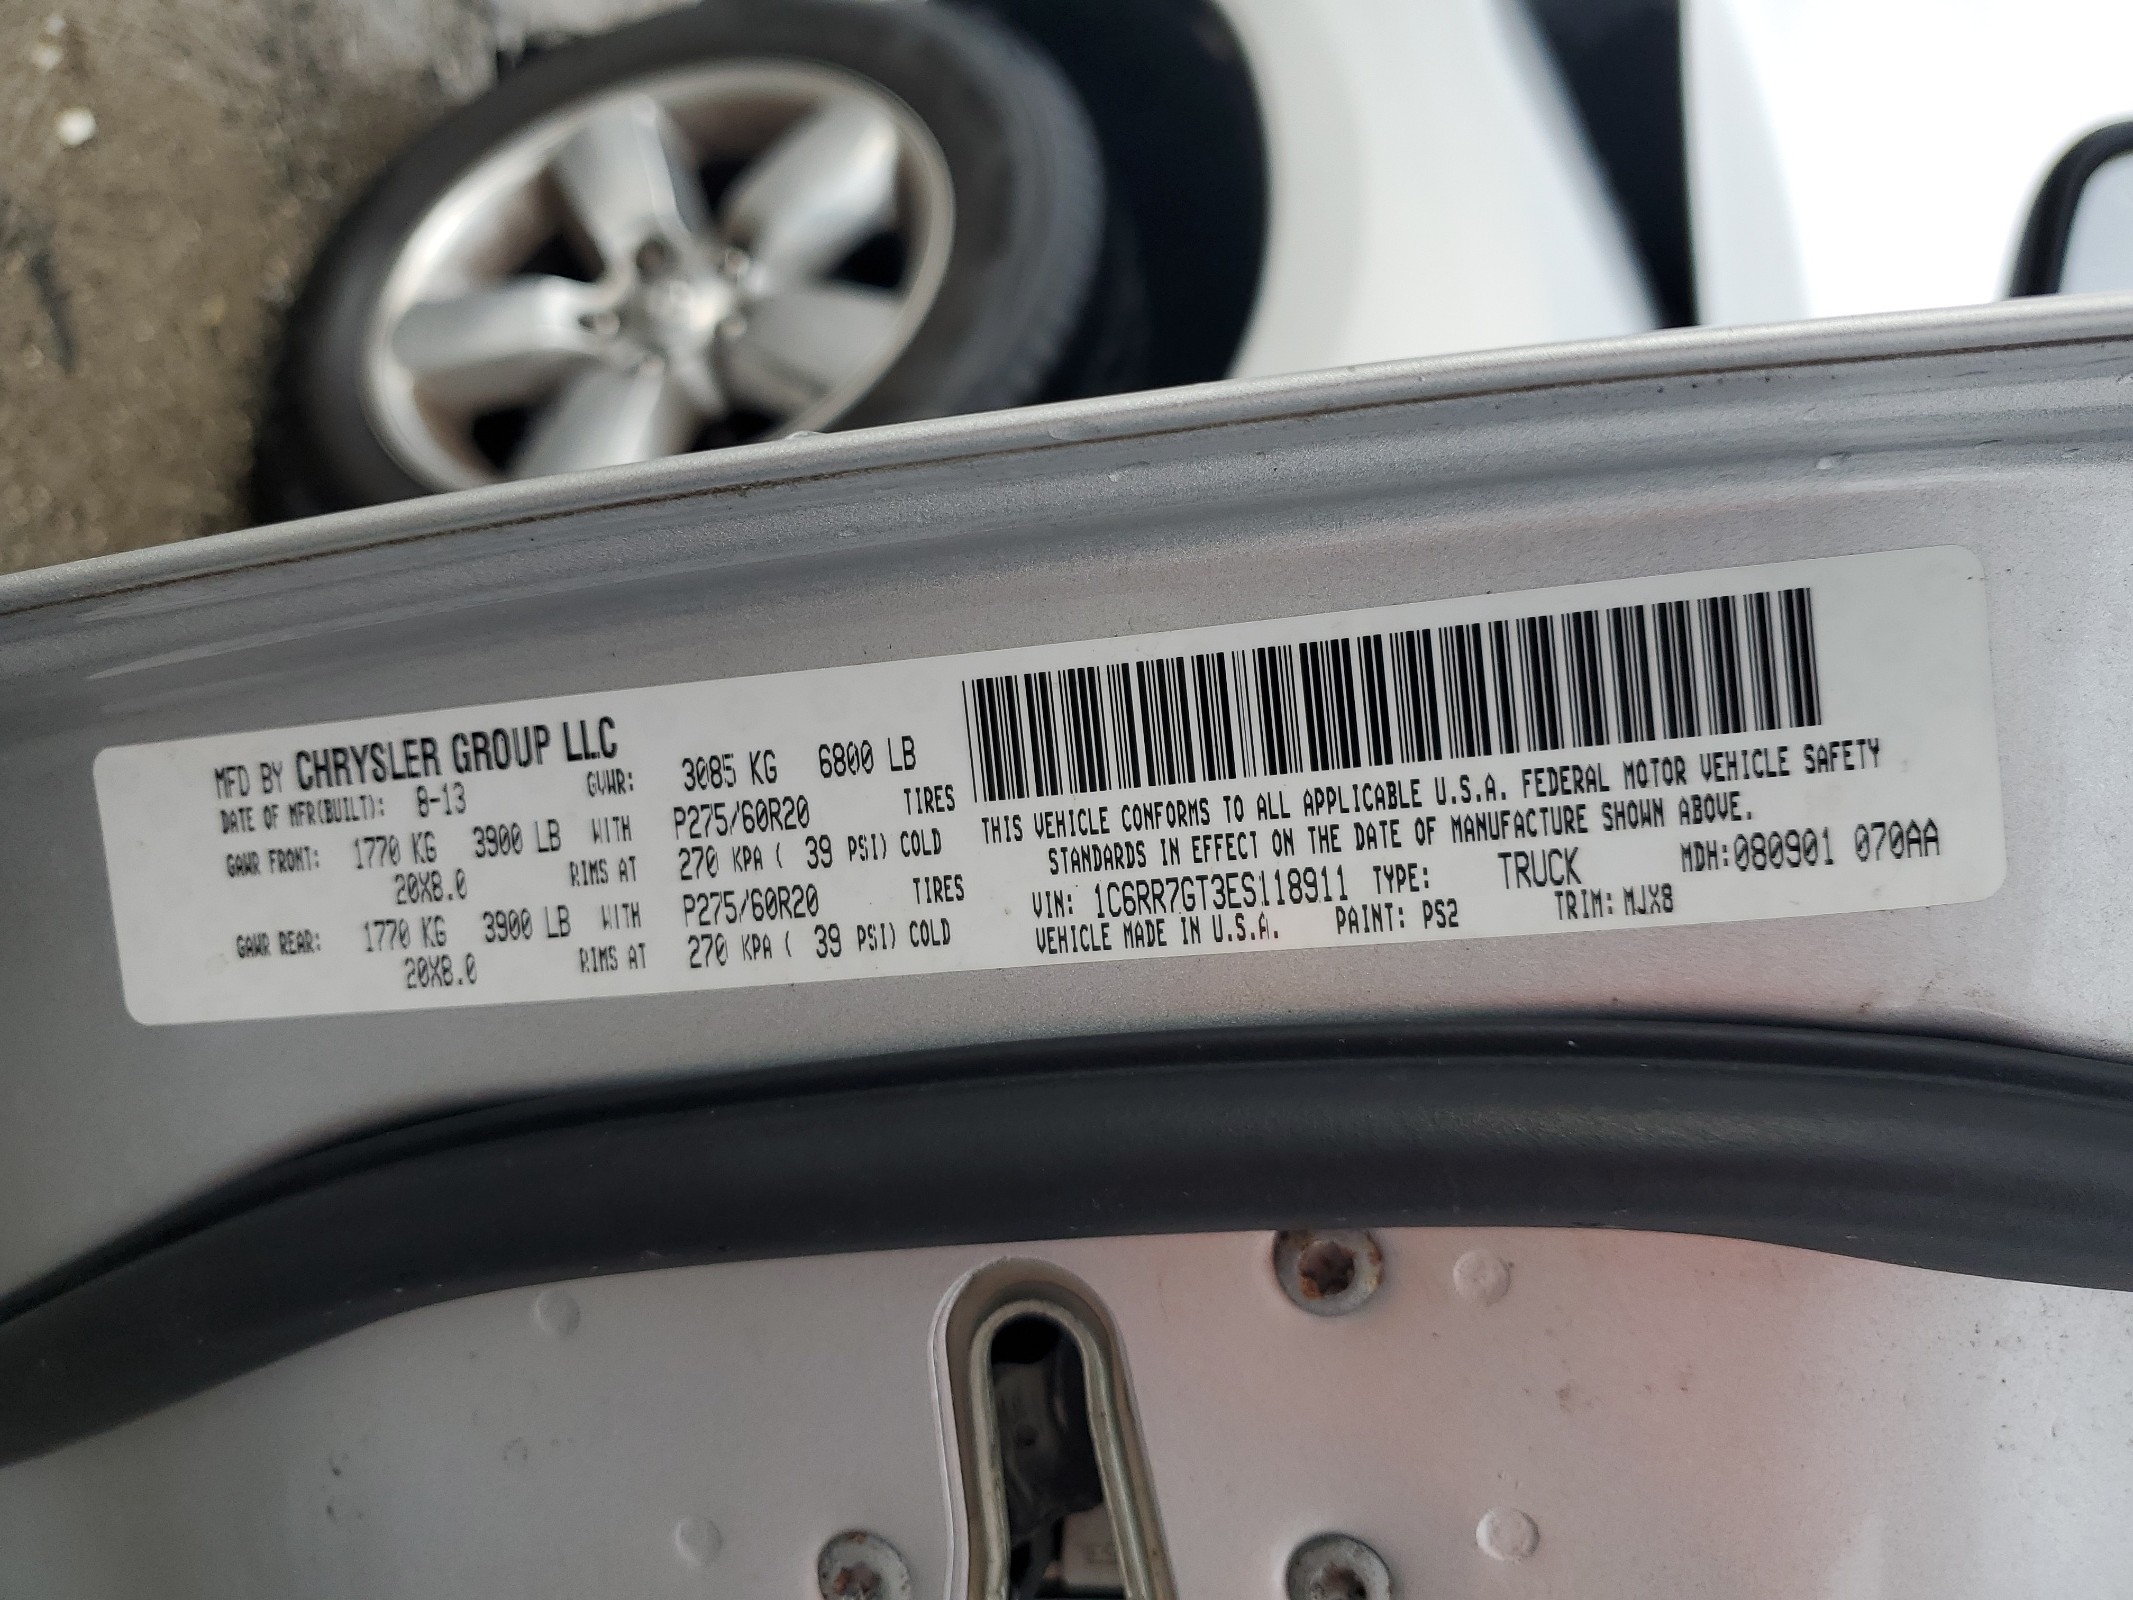 MFD BY CHRYSLER GROUP LLC
DATE OF MFR(BUILT): 8-13 GVWR: 3085 KG 6800 LB
GAWR FRONT: 1770 KG 3900 LB WITH P275/60R20 TIRES
20X8.0 RIMS AT 270 KPA ( 39 PSI) COLD
GAWR REAR: 1770 KG 3900 LB WITH P275/60R20 TIRES
20X8.0 RIMS AT 270 KPA ( 39 PSI) COLD
THIS VEHICLE CONFORMS TO ALL APPLICABLE U.S.A. FEDERAL MOTOR VEHICLE SAFETY
STANDARDS IN EFFECT ON THE DATE OF MANUFACTURE SHOWN ABOVE.
VIN: 1C6RR7GT3ES118911 TYPE: TRUCK MDH:080901 070AA
VEHICLE MADE IN U.S.A. PAINT: PS2 TRIM: MJX8